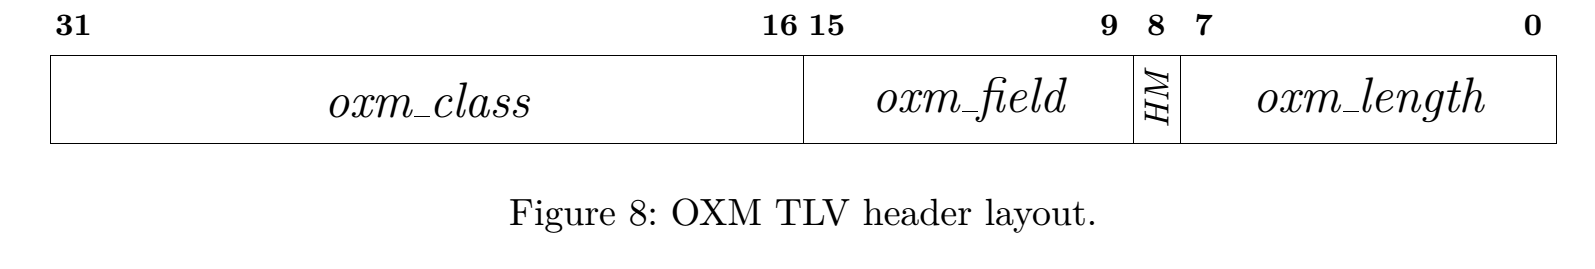 31 16 15 9 8 7 0
oxm_class oxm_field HM oxm_length
Figure 8: OXM TLV header layout.